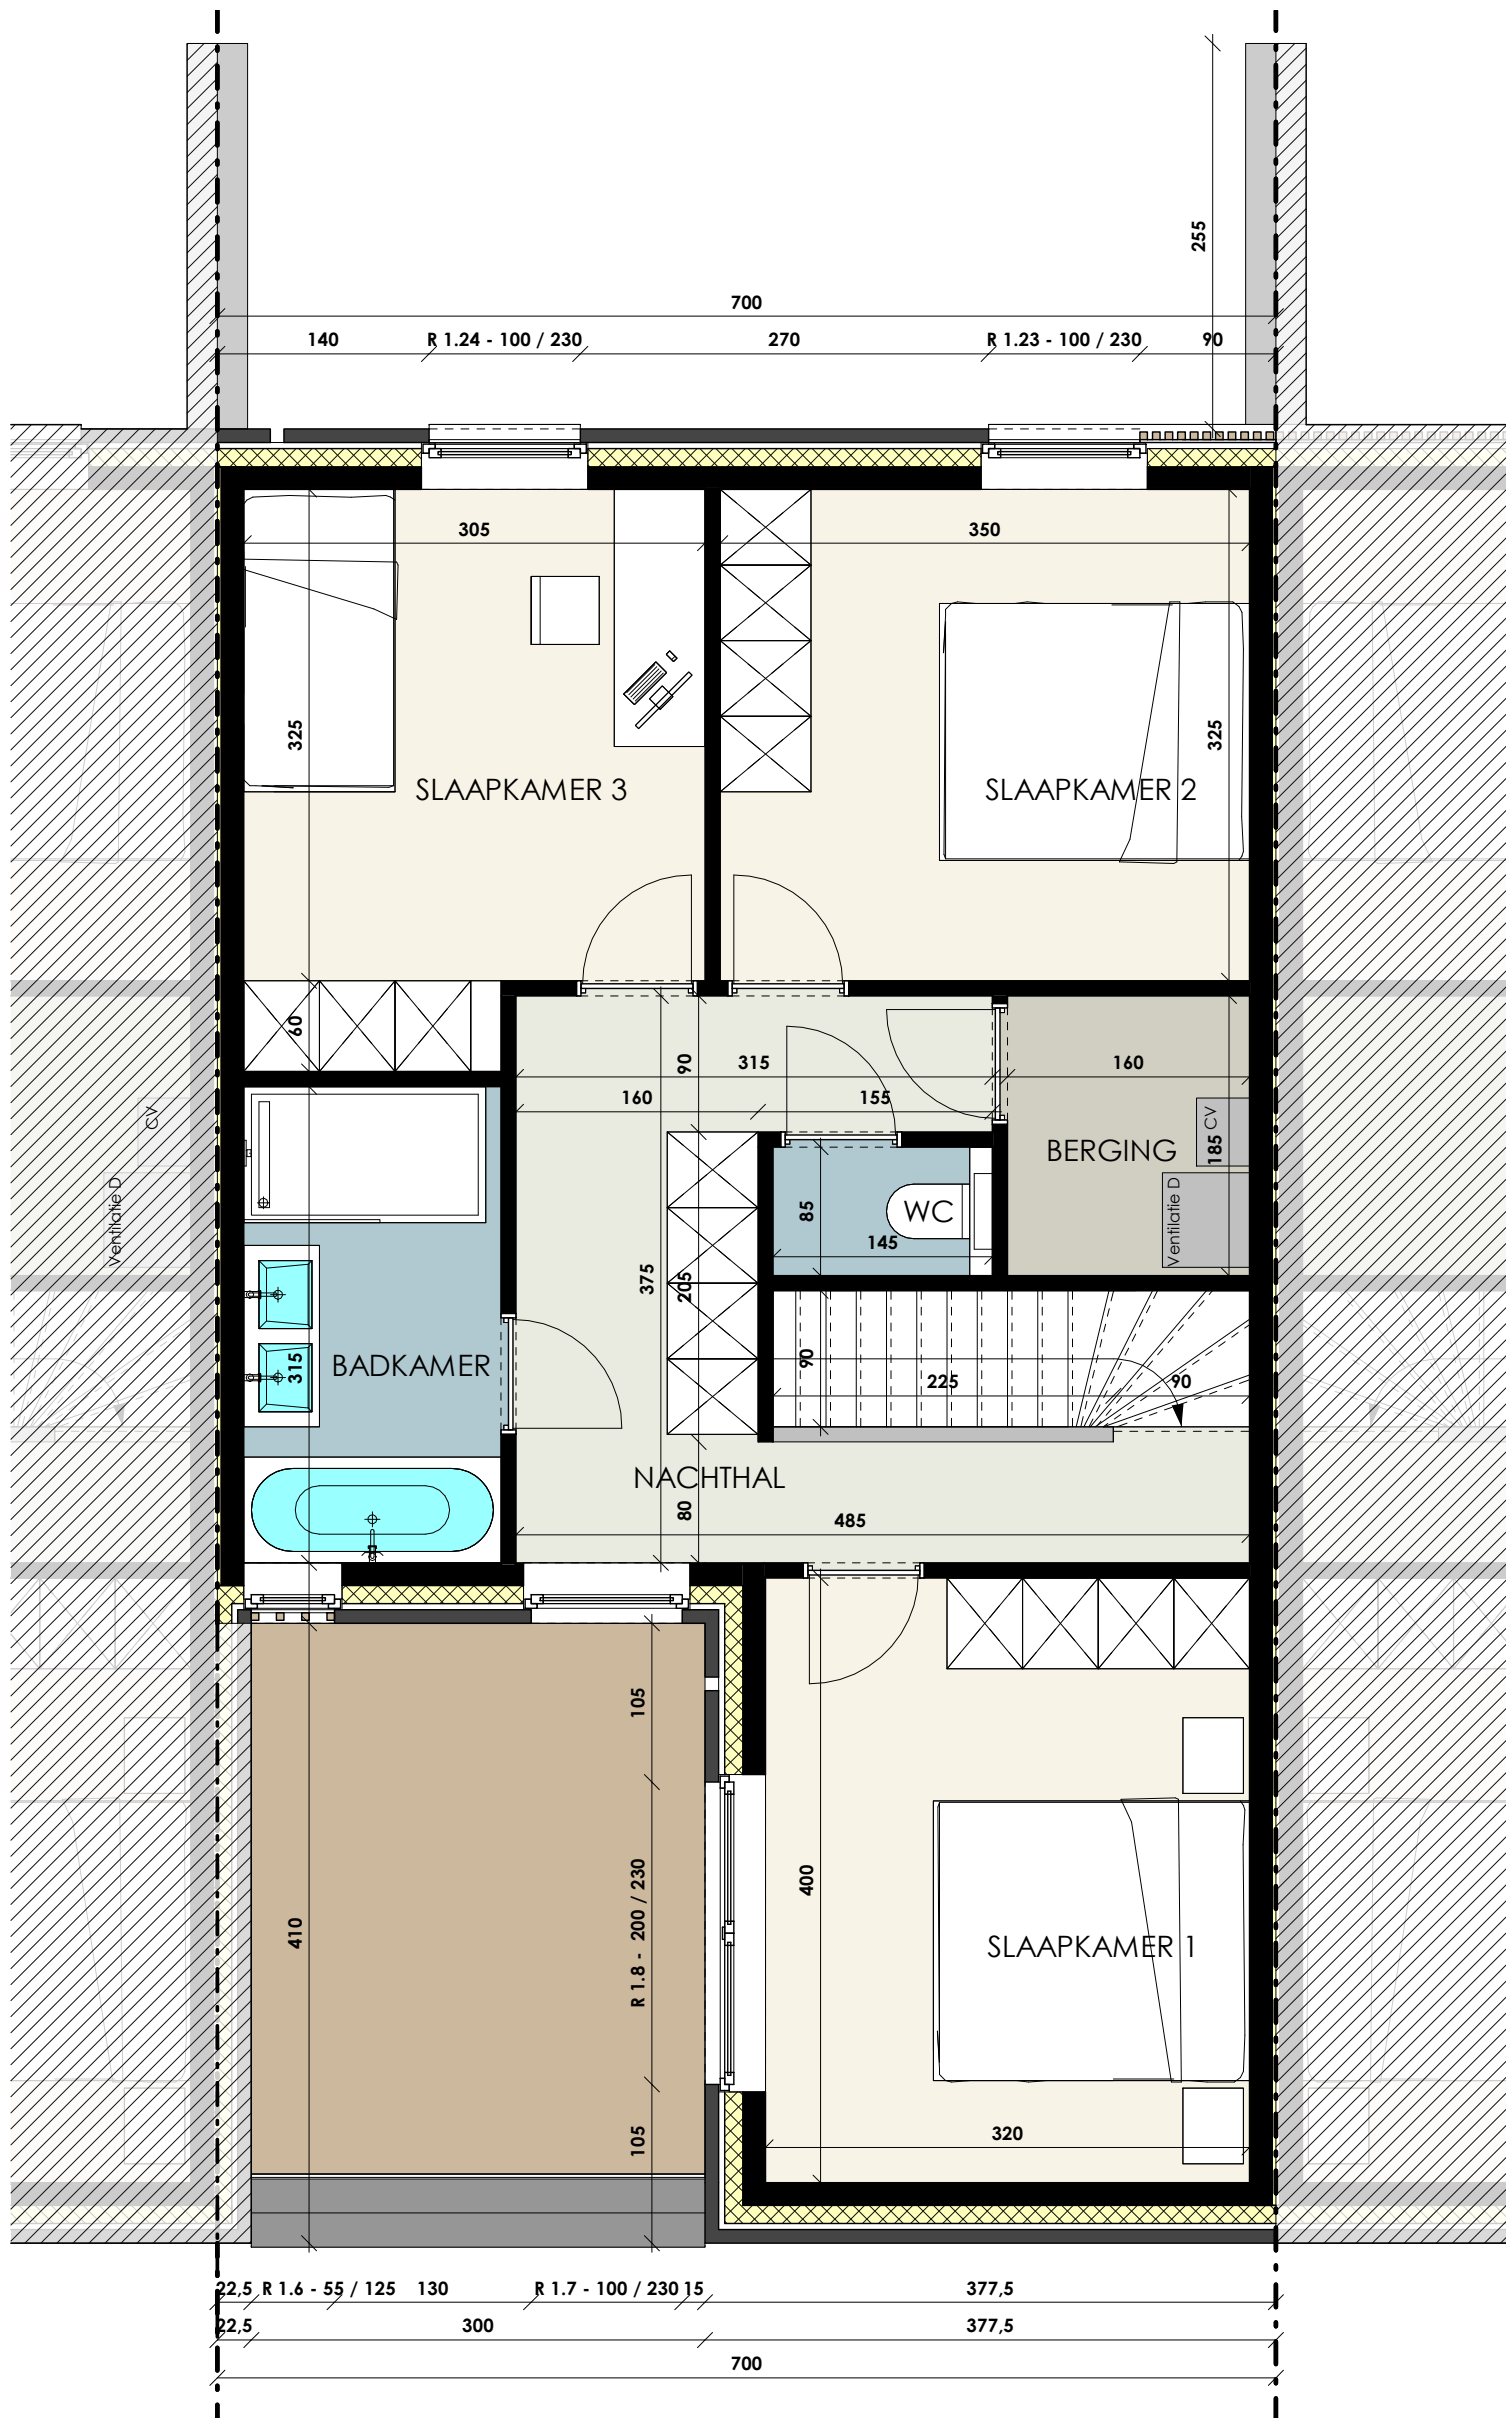 255
700
140
R 1.24 - 100 / 230
270
R 1.23 - 100 / 230
90
305
350
325
325
SLAAPKAMER 3
SLAAPKAMER 2
60
90
315
160
160
155
CV
CV
185
BERGING
Ventilatie D
Ventilatie D
85
WC
145
375
205
315
BADKAMER
90
225
90
NACHTHAL
80
485
105
R 1.8 - 200 / 230
400
410
SLAAPKAMER 1
105
320
22,5
R 1.6 - 55 / 125
130
R 1.7 - 100 / 230
15
377,5
22,5
300
377,5
700